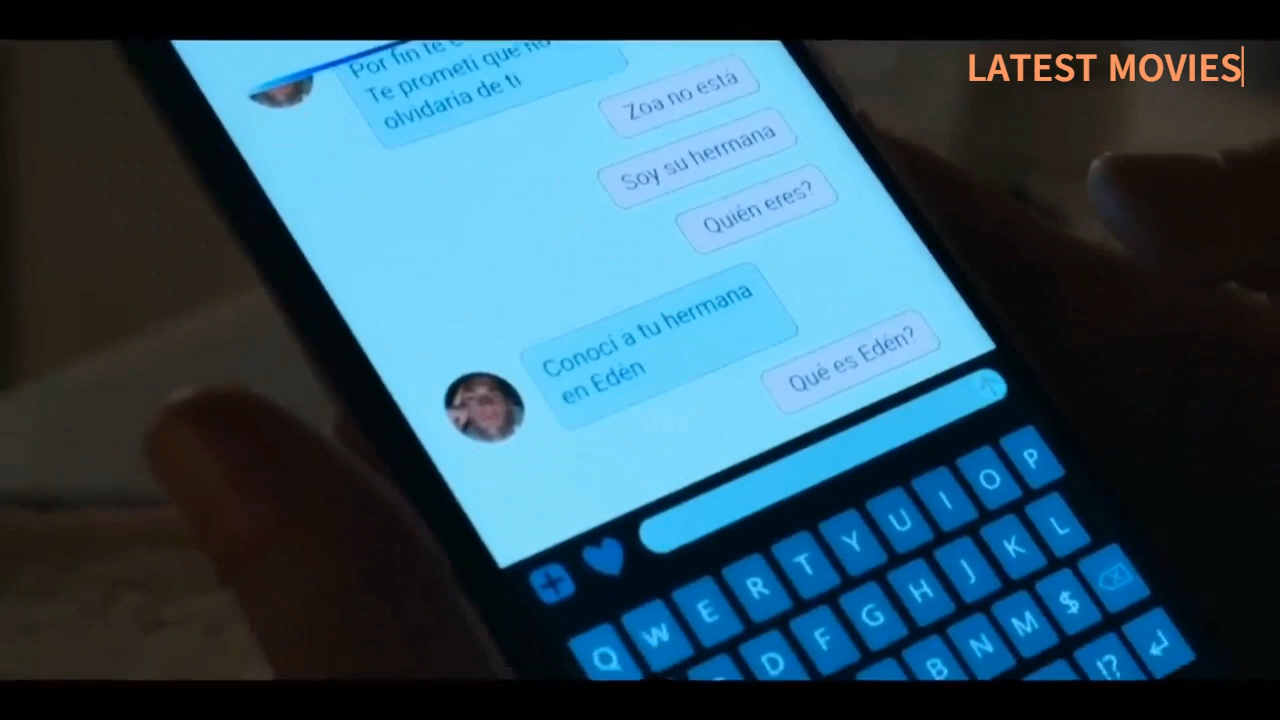 LATEST MOVIES
Por fin te
Te prometí que no
olvidaría de ti
Zoa no está
Soy su hermana
Quién eres?
Conocí a tu hermana
en Edén
Qué es Edén?
Q W E R T Y U I O P
D F G H J K L
B N M $
!?